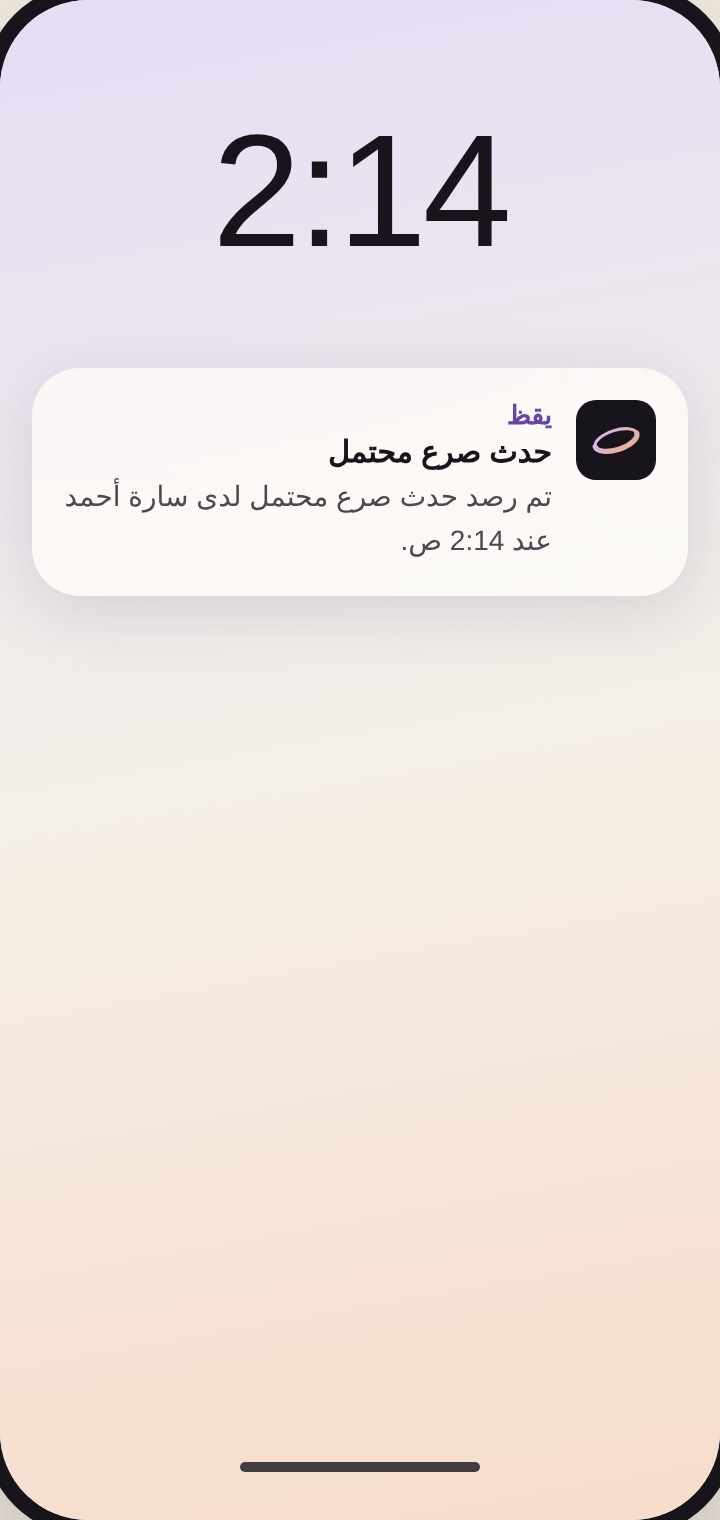 2:14
يقظ
حدث صرع محتمل
تم رصد حدث صرع محتمل لدى سارة أحمد
عند 2:14 ص.